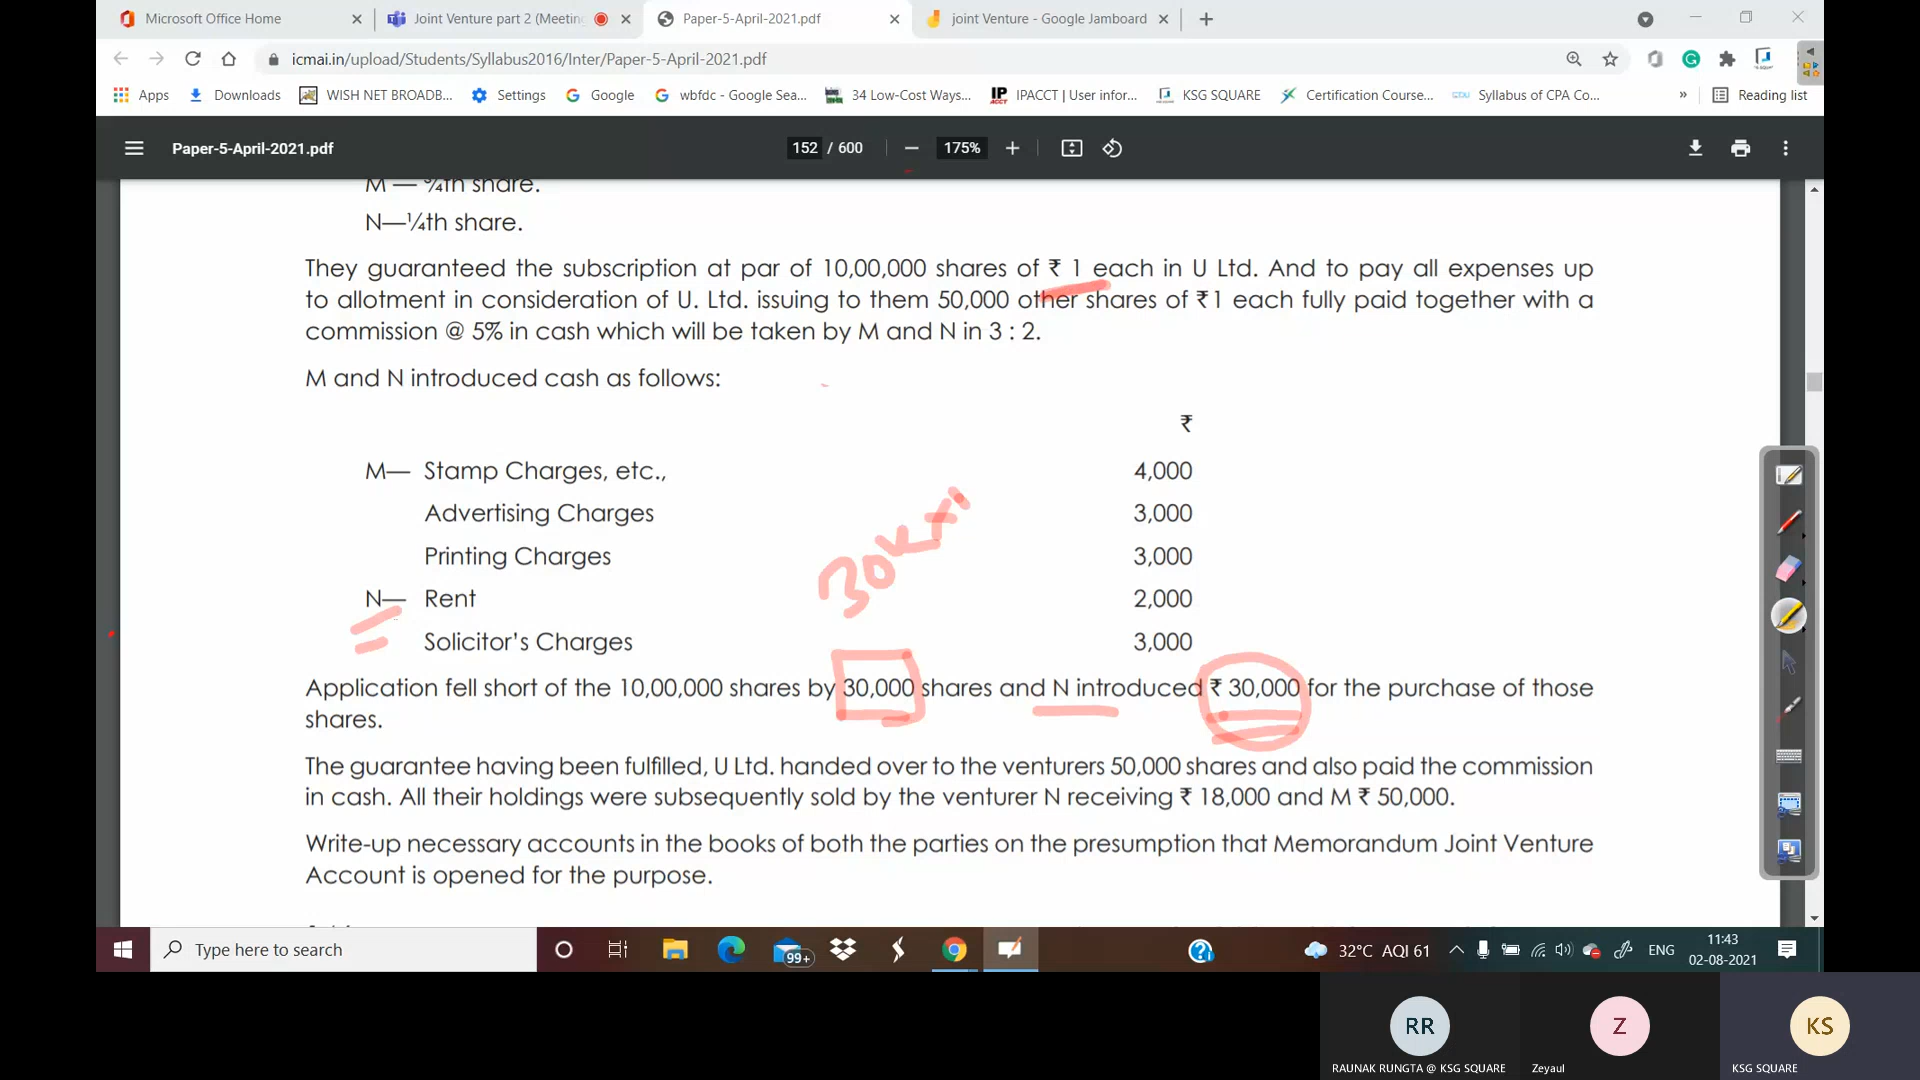 Microsoft Office Home
Joint Venture part 2 (Meetin
Paper-5-April-2021.pdf
joint Venture - Google Jamboard
icmai.in/upload/Students/Syllabus2016/Inter/Paper-5-April-2021.pdf
Apps Downloads WISH NET BROADB... Settings Google wbfdc - Google Sea... 34 Low-Cost Ways... IPACCT | User infor... KSG SQUARE Certification Course... Syllabus of CPA Co... » Reading list
Paper-5-April-2021.pdf 152 / 600 175%
M — ¾th share.
N—¼th share.
They guaranteed the subscription at par of 10,00,000 shares of ₹ 1 each in U Ltd. And to pay all expenses up
to allotment in consideration of U. Ltd. issuing to them 50,000 other shares of ₹ 1 each fully paid together with a
commission @ 5% in cash which will be taken by M and N in 3 : 2.
M and N introduced cash as follows:
₹
M— Stamp Charges, etc., 4,000
Advertising Charges 3,000
Printing Charges 3,000
30K×1
N— Rent 2,000
Solicitor’s Charges 3,000
Application fell short of the 10,00,000 shares by 30,000 shares and N introduced ₹ 30,000 for the purchase of those
shares.
The guarantee having been fulfilled, U Ltd. handed over to the venturers 50,000 shares and also paid the commission
in cash. All their holdings were subsequently sold by the venturer N receiving ₹ 18,000 and M ₹ 50,000.
Write-up necessary accounts in the books of both the parties on the presumption that Memorandum Joint Venture
Account is opened for the purpose.
Type here to search 99+ 32°C AQI 61 ENG 11:43
02-08-2021
RR Z KS
RAUNAK RUNGTA @ KSG SQUARE Zeyaul KSG SQUARE